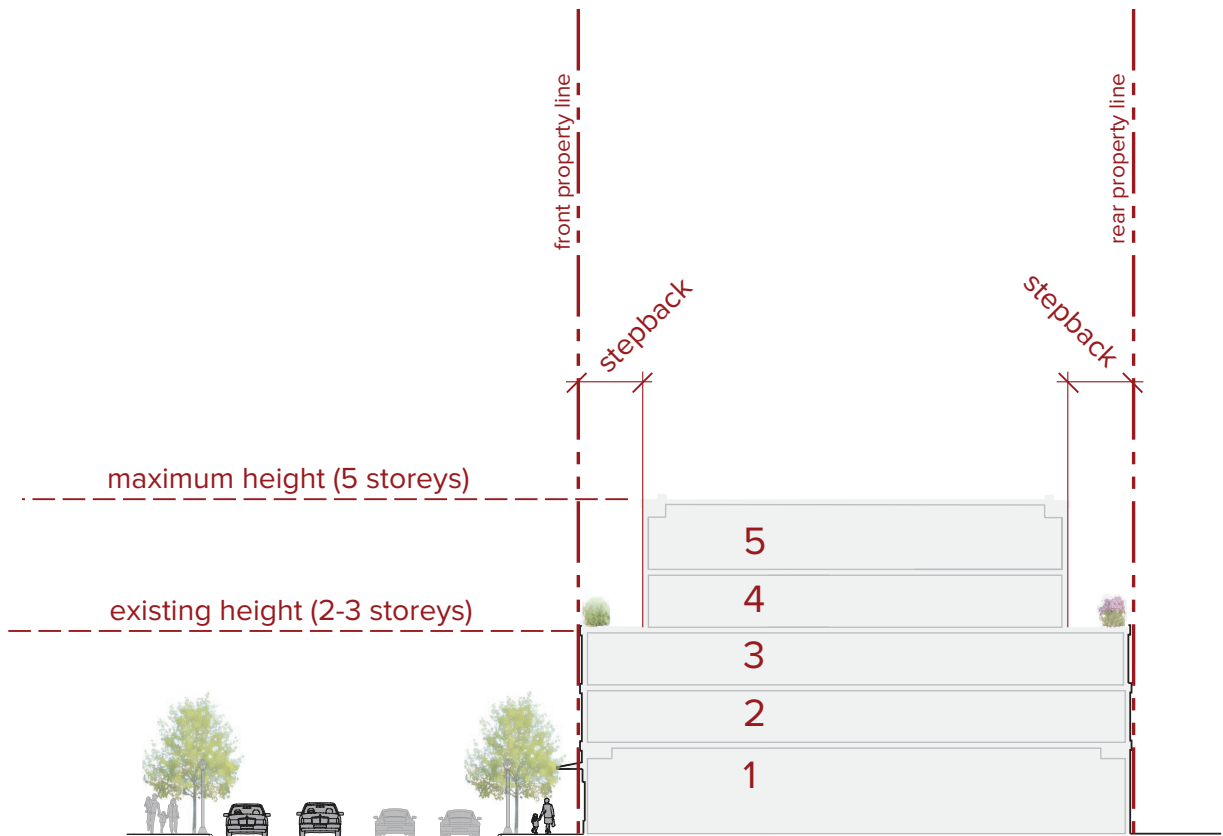 front property line
rear property line
stepback
stepback
maximum height (5 storeys)
5
4
existing height (2-3 storeys)
3
2
1